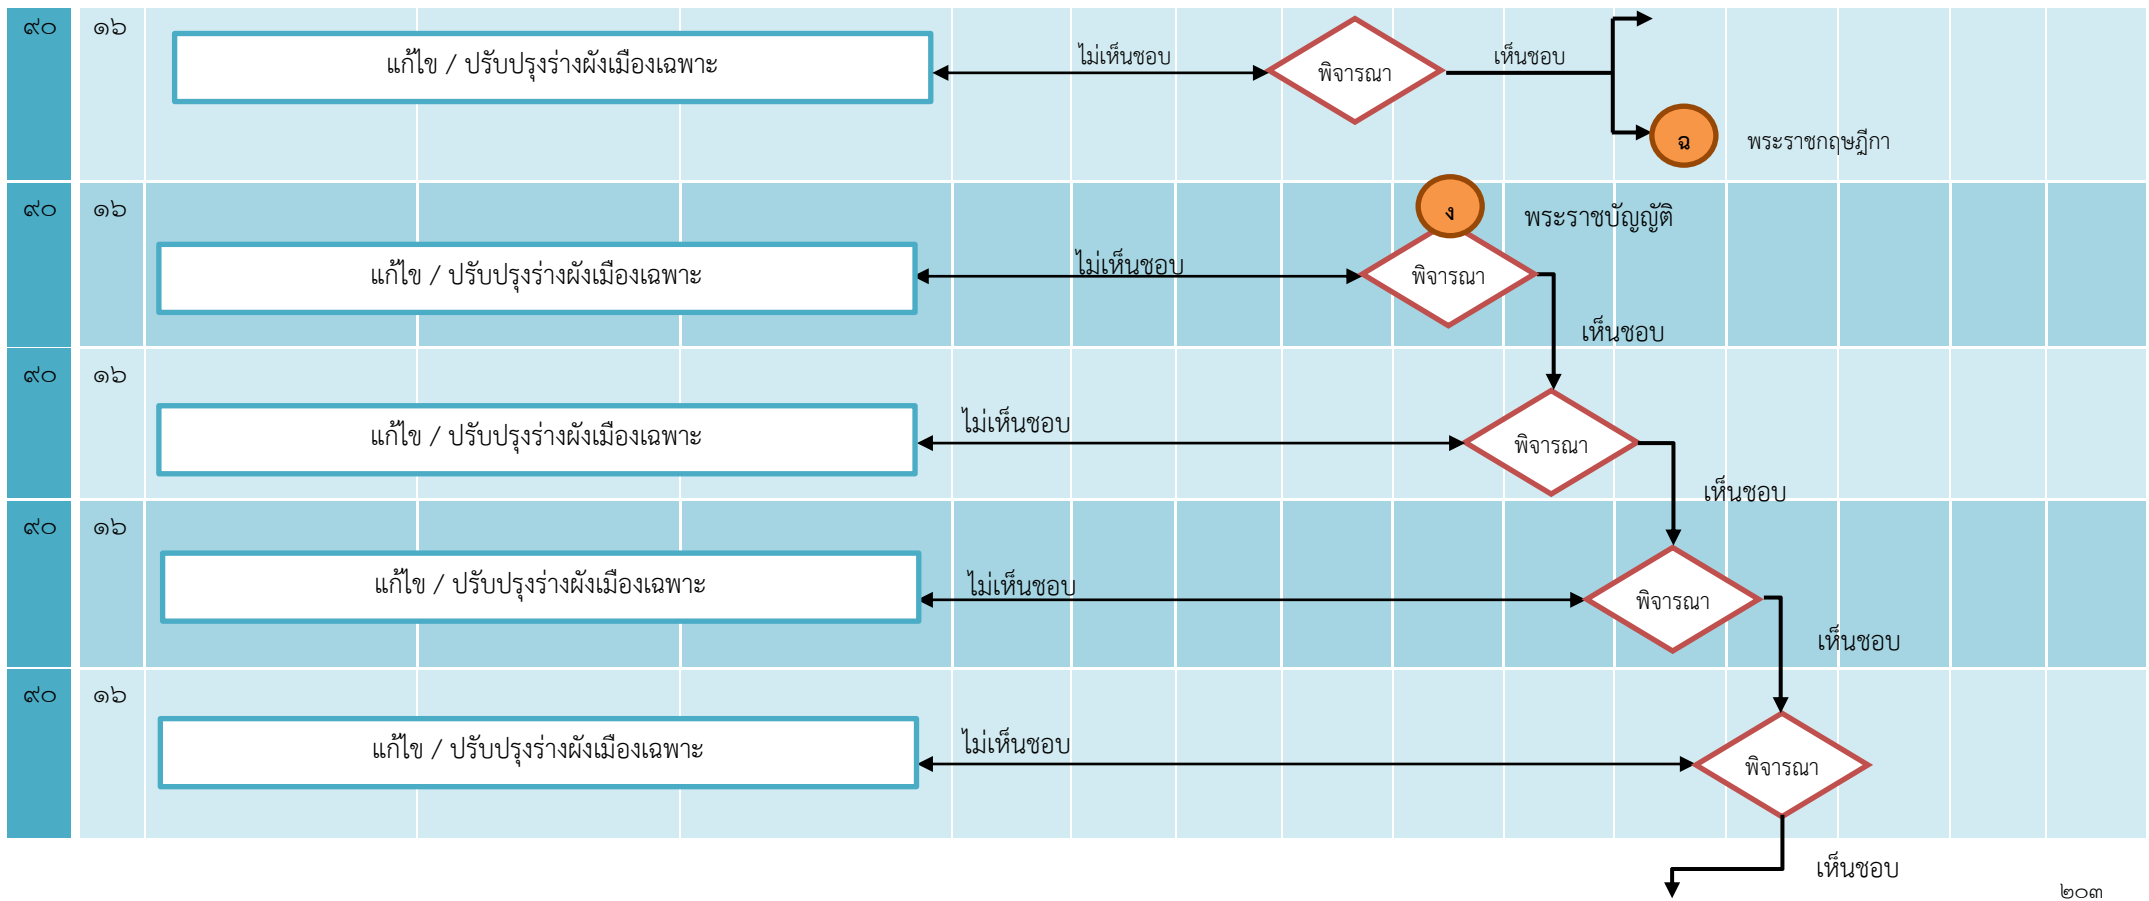 ๙๐ ๑๖
แก้ไข / ปรับปรุงร่างผังเมืองเฉพาะ
ไม่เห็นชอบ
พิจารณา
เห็นชอบ
ฉ
พระราชกฤษฎีกา
๙๐ ๑๖
ง
พระราชบัญญัติ
แก้ไข / ปรับปรุงร่างผังเมืองเฉพาะ
ไม่เห็นชอบ
พิจารณา
เห็นชอบ
๙๐ ๑๖
แก้ไข / ปรับปรุงร่างผังเมืองเฉพาะ
ไม่เห็นชอบ
พิจารณา
เห็นชอบ
๙๐ ๑๖
แก้ไข / ปรับปรุงร่างผังเมืองเฉพาะ
ไม่เห็นชอบ
พิจารณา
เห็นชอบ
๙๐ ๑๖
แก้ไข / ปรับปรุงร่างผังเมืองเฉพาะ
ไม่เห็นชอบ
พิจารณา
เห็นชอบ
๒๐๓